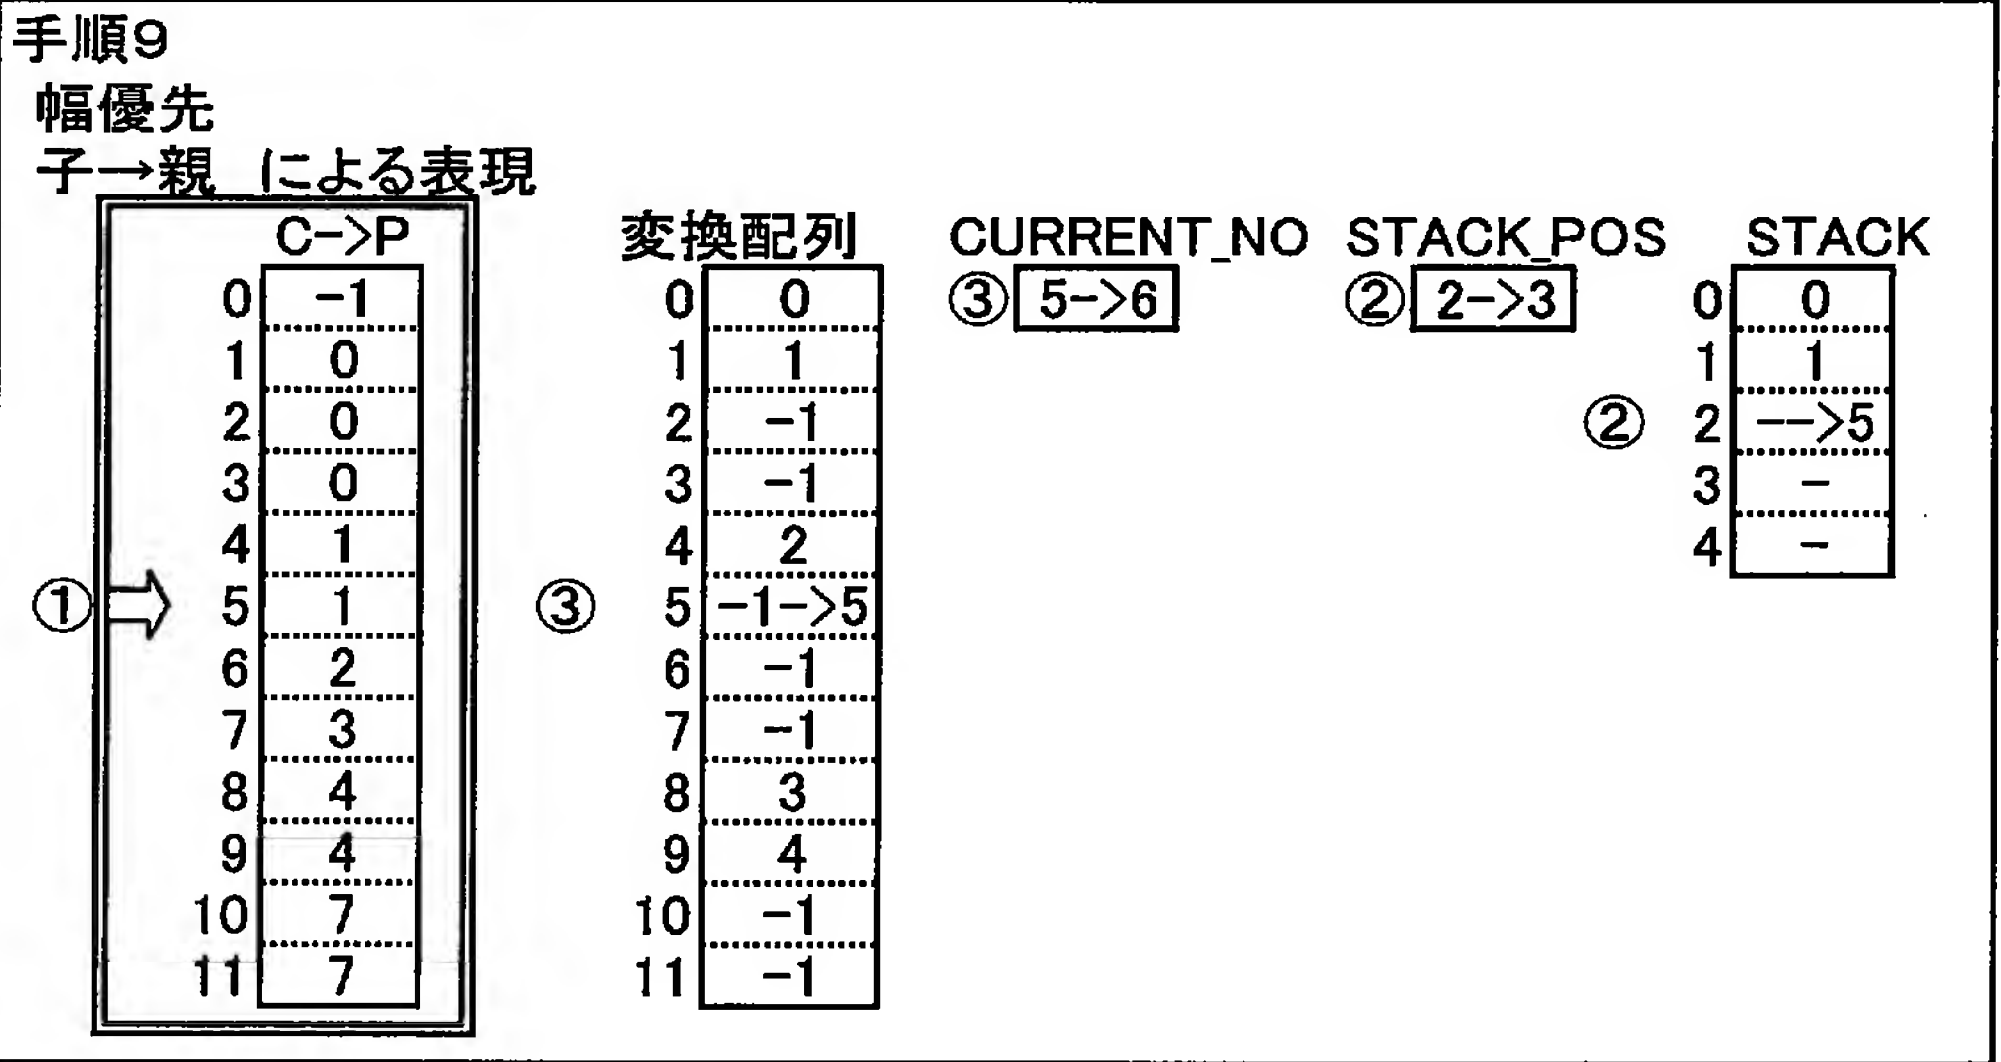 手順9
幅優先
子→親 による表現
C->P 変換配列 CURRENT_NO STACK_POS STACK
0 -1 0 0 ③ 5->6 ② 2->3 0 0
1 0 1 1 1 1
2 0 2 -1 ② 2 -->5
3 0 3 -1 3 -
4 1 4 2 4 -
① 5 1 ③ 5 -1->5
6 2 6 -1
7 3 7 -1
8 4 8 3
9 4 9 4
10 7 10 -1
11 7 11 -1